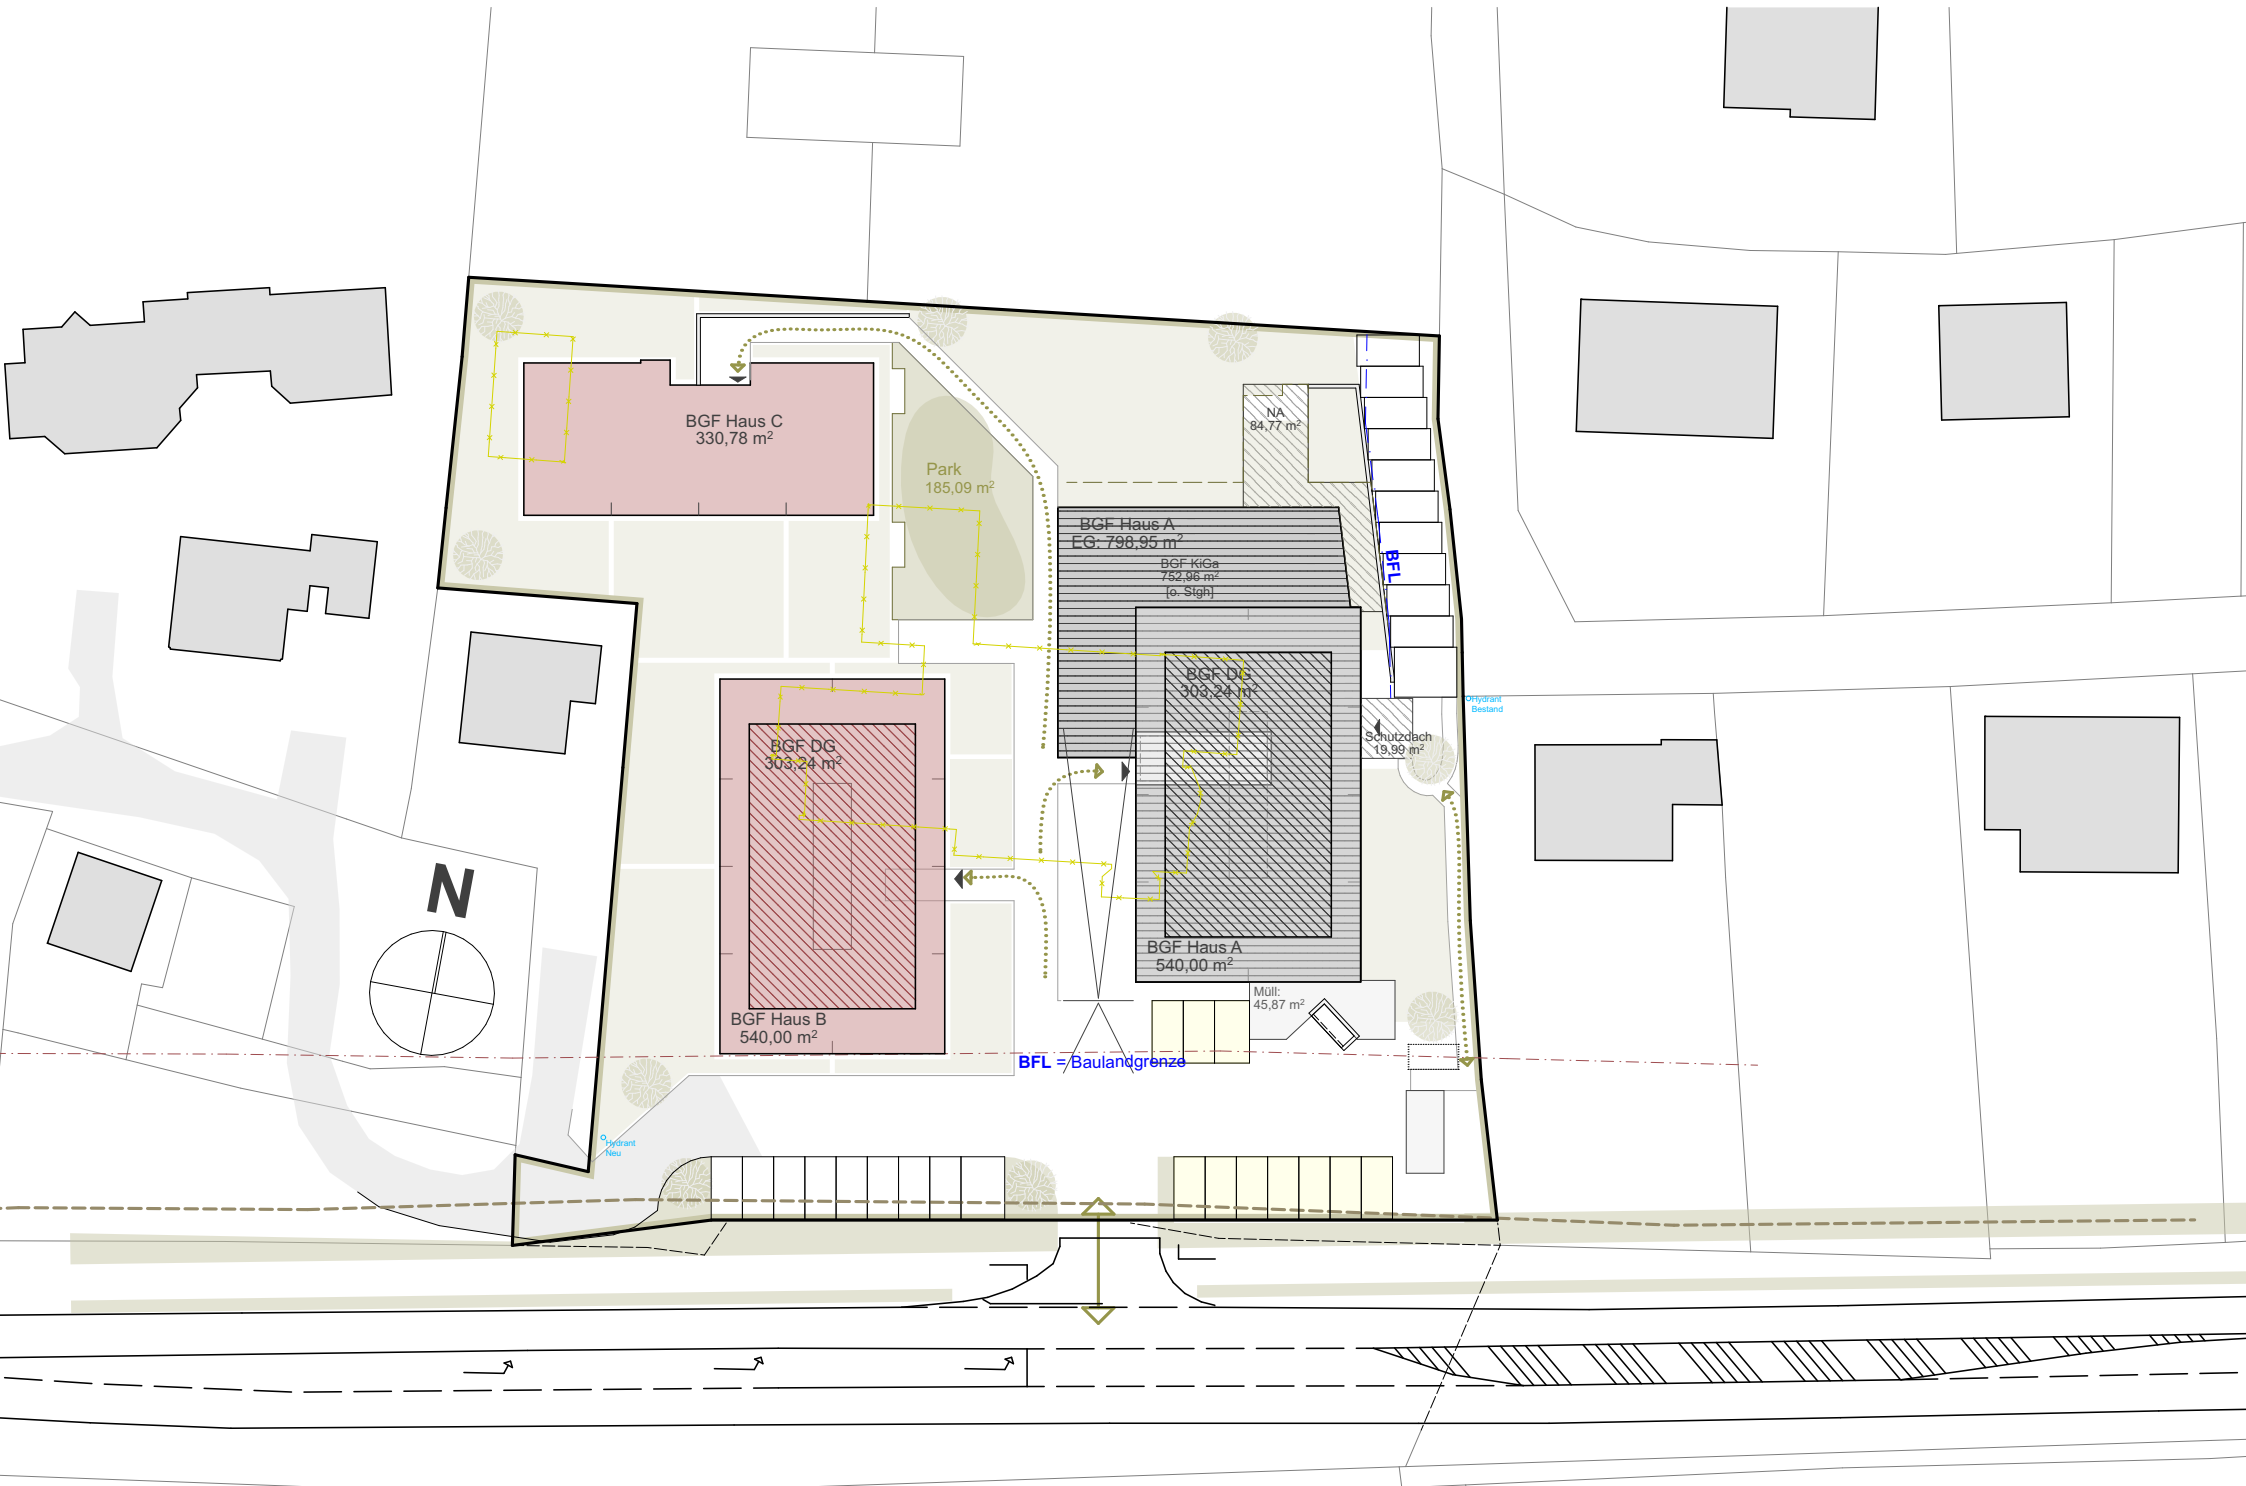 BGF Haus C
330,78 m²
NA
84,77 m²
Park
185,09 m²
BGF Haus A
EG: 798,95 m²
BGF KiGa
752,96 m²
[o. Stgh]
BFL
BGF DG
303,24 m²
Hydrant
Bestand
Schutzdach
19,99 m²
BGF DG
303,24 m²
N
BGF Haus A
540,00 m²
Müll:
45,87 m²
BGF Haus B
540,00 m²
BFL = Baulandgrenze
Hydrant
Neu